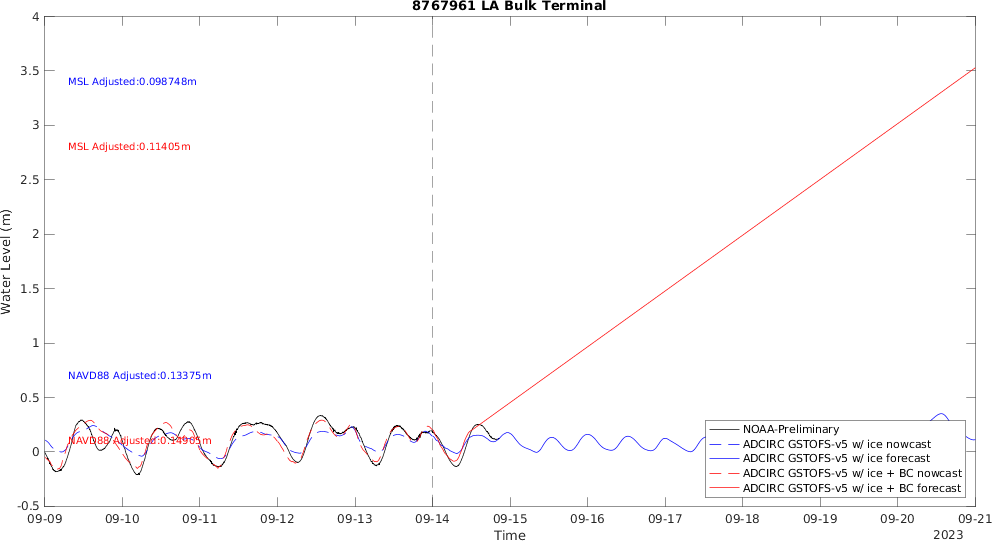 8767961 LA Bulk Terminal
4
3.5
3
2.5
2
1.5
1
0.5
0
-0.5
Water Level (m)
MSL Adjusted:0.098748m
MSL Adjusted:0.11405m
NAVD88 Adjusted:0.13375m
NAVD88 Adjusted:0.14905m
NOAA-Preliminary
ADCIRC GSTOFS-v5 w/ ice nowcast
ADCIRC GSTOFS-v5 w/ ice forecast
ADCIRC GSTOFS-v5 w/ ice + BC nowcast
ADCIRC GSTOFS-v5 w/ ice + BC forecast
09-09 09-10 09-11 09-12 09-13 09-14 09-15 09-16 09-17 09-18 09-19 09-20 09-21
Time
2023